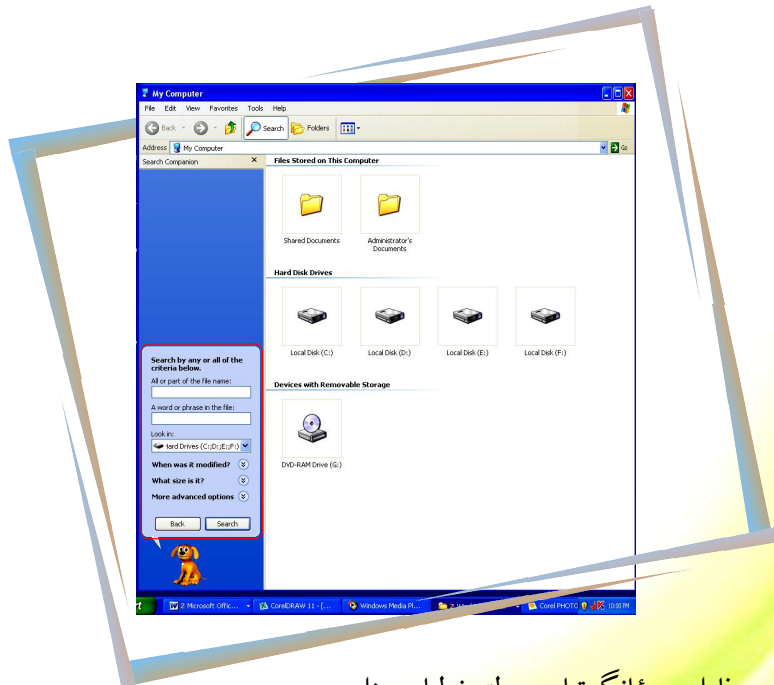 My Computer
File Edit View Favorites Tools Help
Back Search Folders
Address My Computer Go
Search Companion
Files Stored on This Computer
Shared Documents
Administrator's
Documents
Hard Disk Drives
Local Disk (C:) Local Disk (D:) Local Disk (E:) Local Disk (F:)
Devices with Removable Storage
DVD-RAM Drive (G:)
Search by any or all of the
criteria below.
All or part of the file name:
A word or phrase in the file:
Look in:
Hard Drives (C:;D:;E:;F:)
When was it modified?
What size is it?
More advanced options
Back Search
2 Microsoft Offic... CorelDRAW 11 - [... Windows Media Pl... Corel PHOTO 10:00 PM